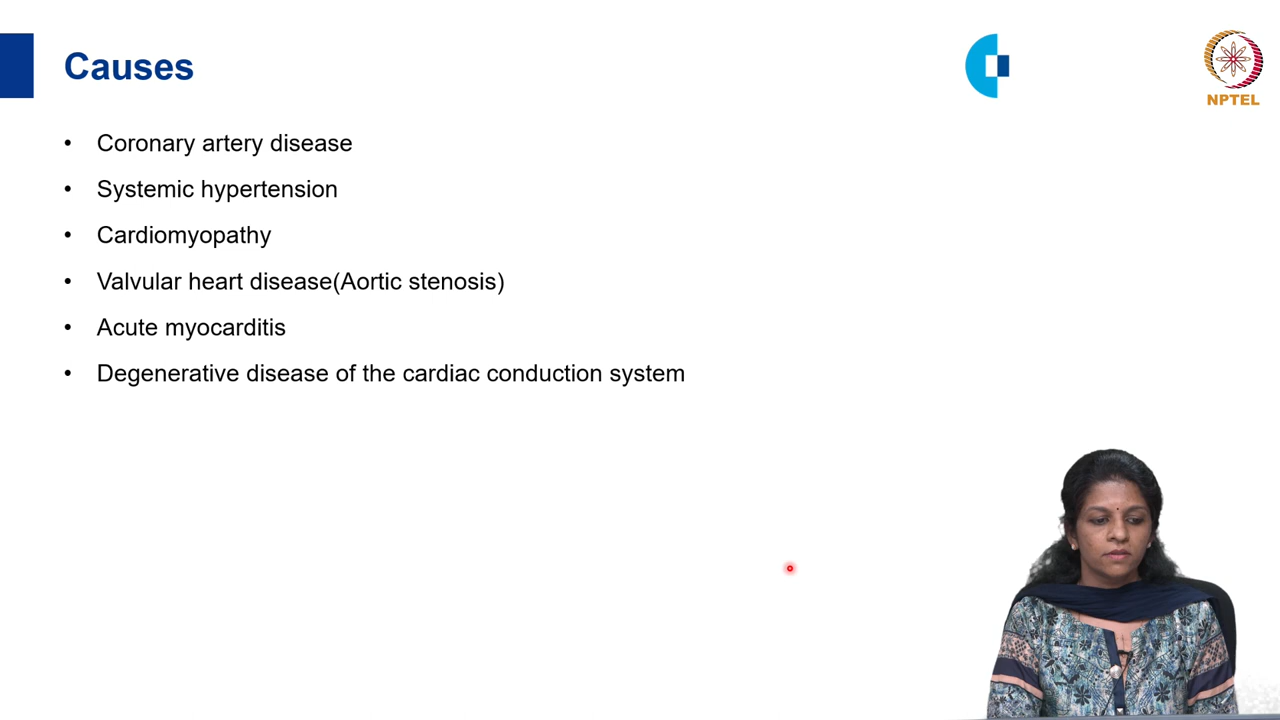 Causes
NPTEL
• Coronary artery disease
• Systemic hypertension
• Cardiomyopathy
• Valvular heart disease(Aortic stenosis)
• Acute myocarditis
• Degenerative disease of the cardiac conduction system